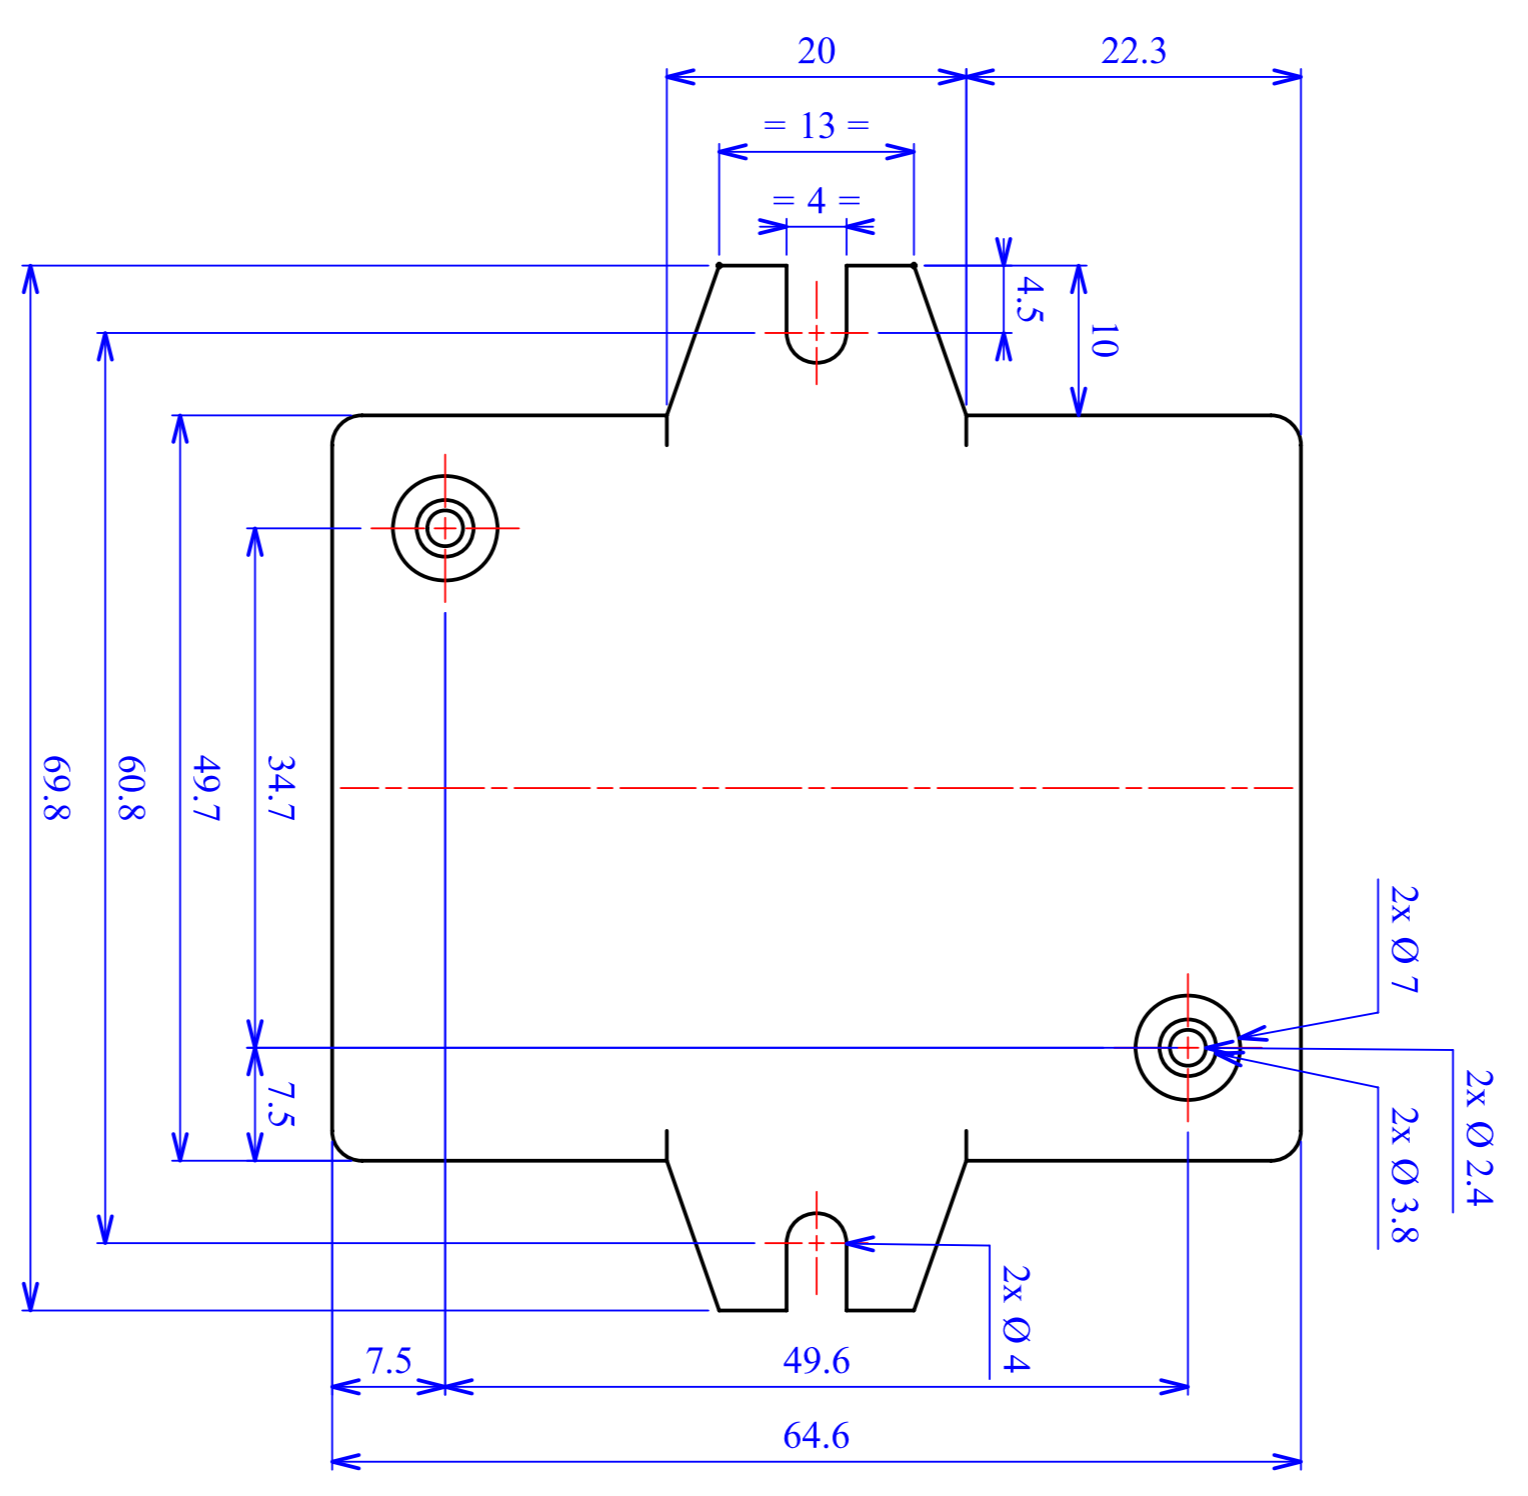 20
22.3
= 13 =
= 4 =
4.5
10
69.8
60.8
49.7
34.7
7.5
2x Ø 7
2x Ø 2.4
2x Ø 3.8
2x Ø 4
7.5
49.6
64.6